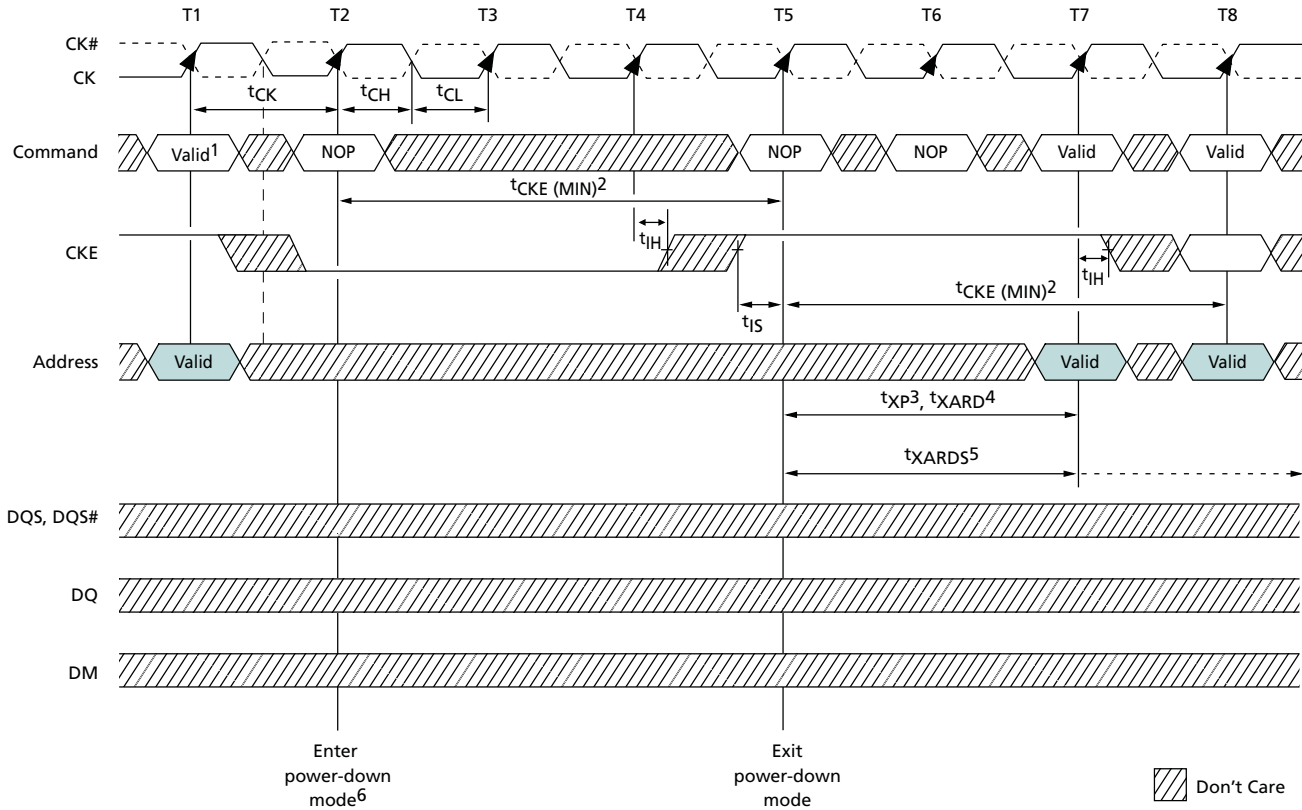 T1 T2 T3 T4 T5 T6 T7 T8
CK#
CK
tCK tCH tCL
Command Valid1 NOP NOP NOP Valid Valid
tCKE (MIN)2
tIH
CKE
tIH
tCKE (MIN)2
tIS
Address Valid Valid Valid
tXP3, tXARD4
tXARDS5
DQS, DQS#
DQ
DM
Enter
power-down
mode6
Exit
power-down
mode
Don't Care